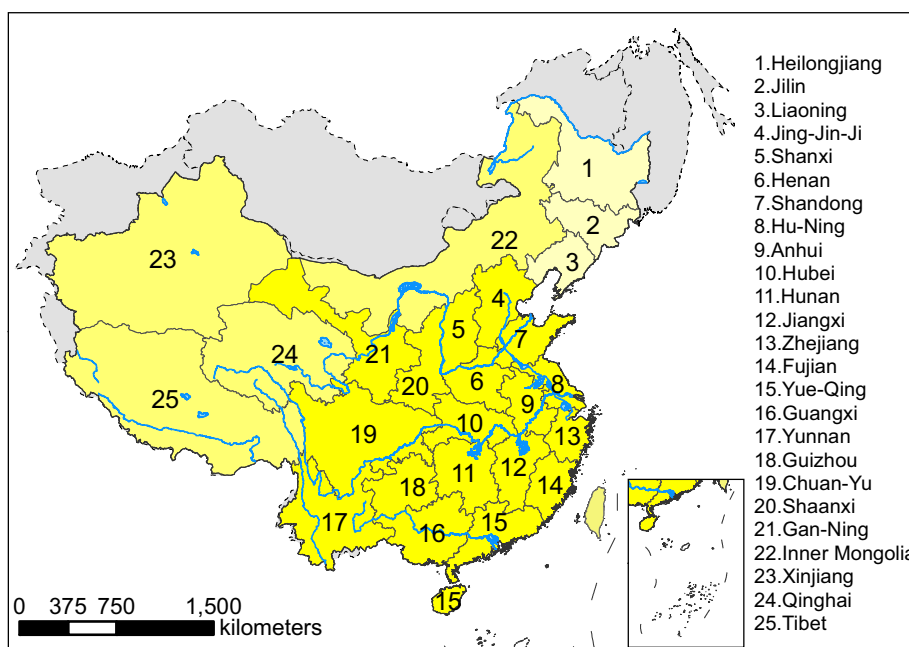 1.Heilongjiang
2.Jilin
3.Liaoning
4.Jing-Jin-Ji
5.Shanxi
6.Henan
7.Shandong
8.Hu-Ning
9.Anhui
10.Hubei
11.Hunan
12.Jiangxi
13.Zhejiang
14.Fujian
15.Yue-Qing
16.Guangxi
17.Yunnan
18.Guizhou
19.Chuan-Yu
20.Shaanxi
21.Gan-Ning
22.Inner Mongolia
23.Xinjiang
24.Qinghai
25.Tibet
1
2
22
3
23
4
5
7
21
24
6
20
8
25
9
10
19
13
11
12
18
14
17
15
16
15
0 375 750 1,500
kilometers